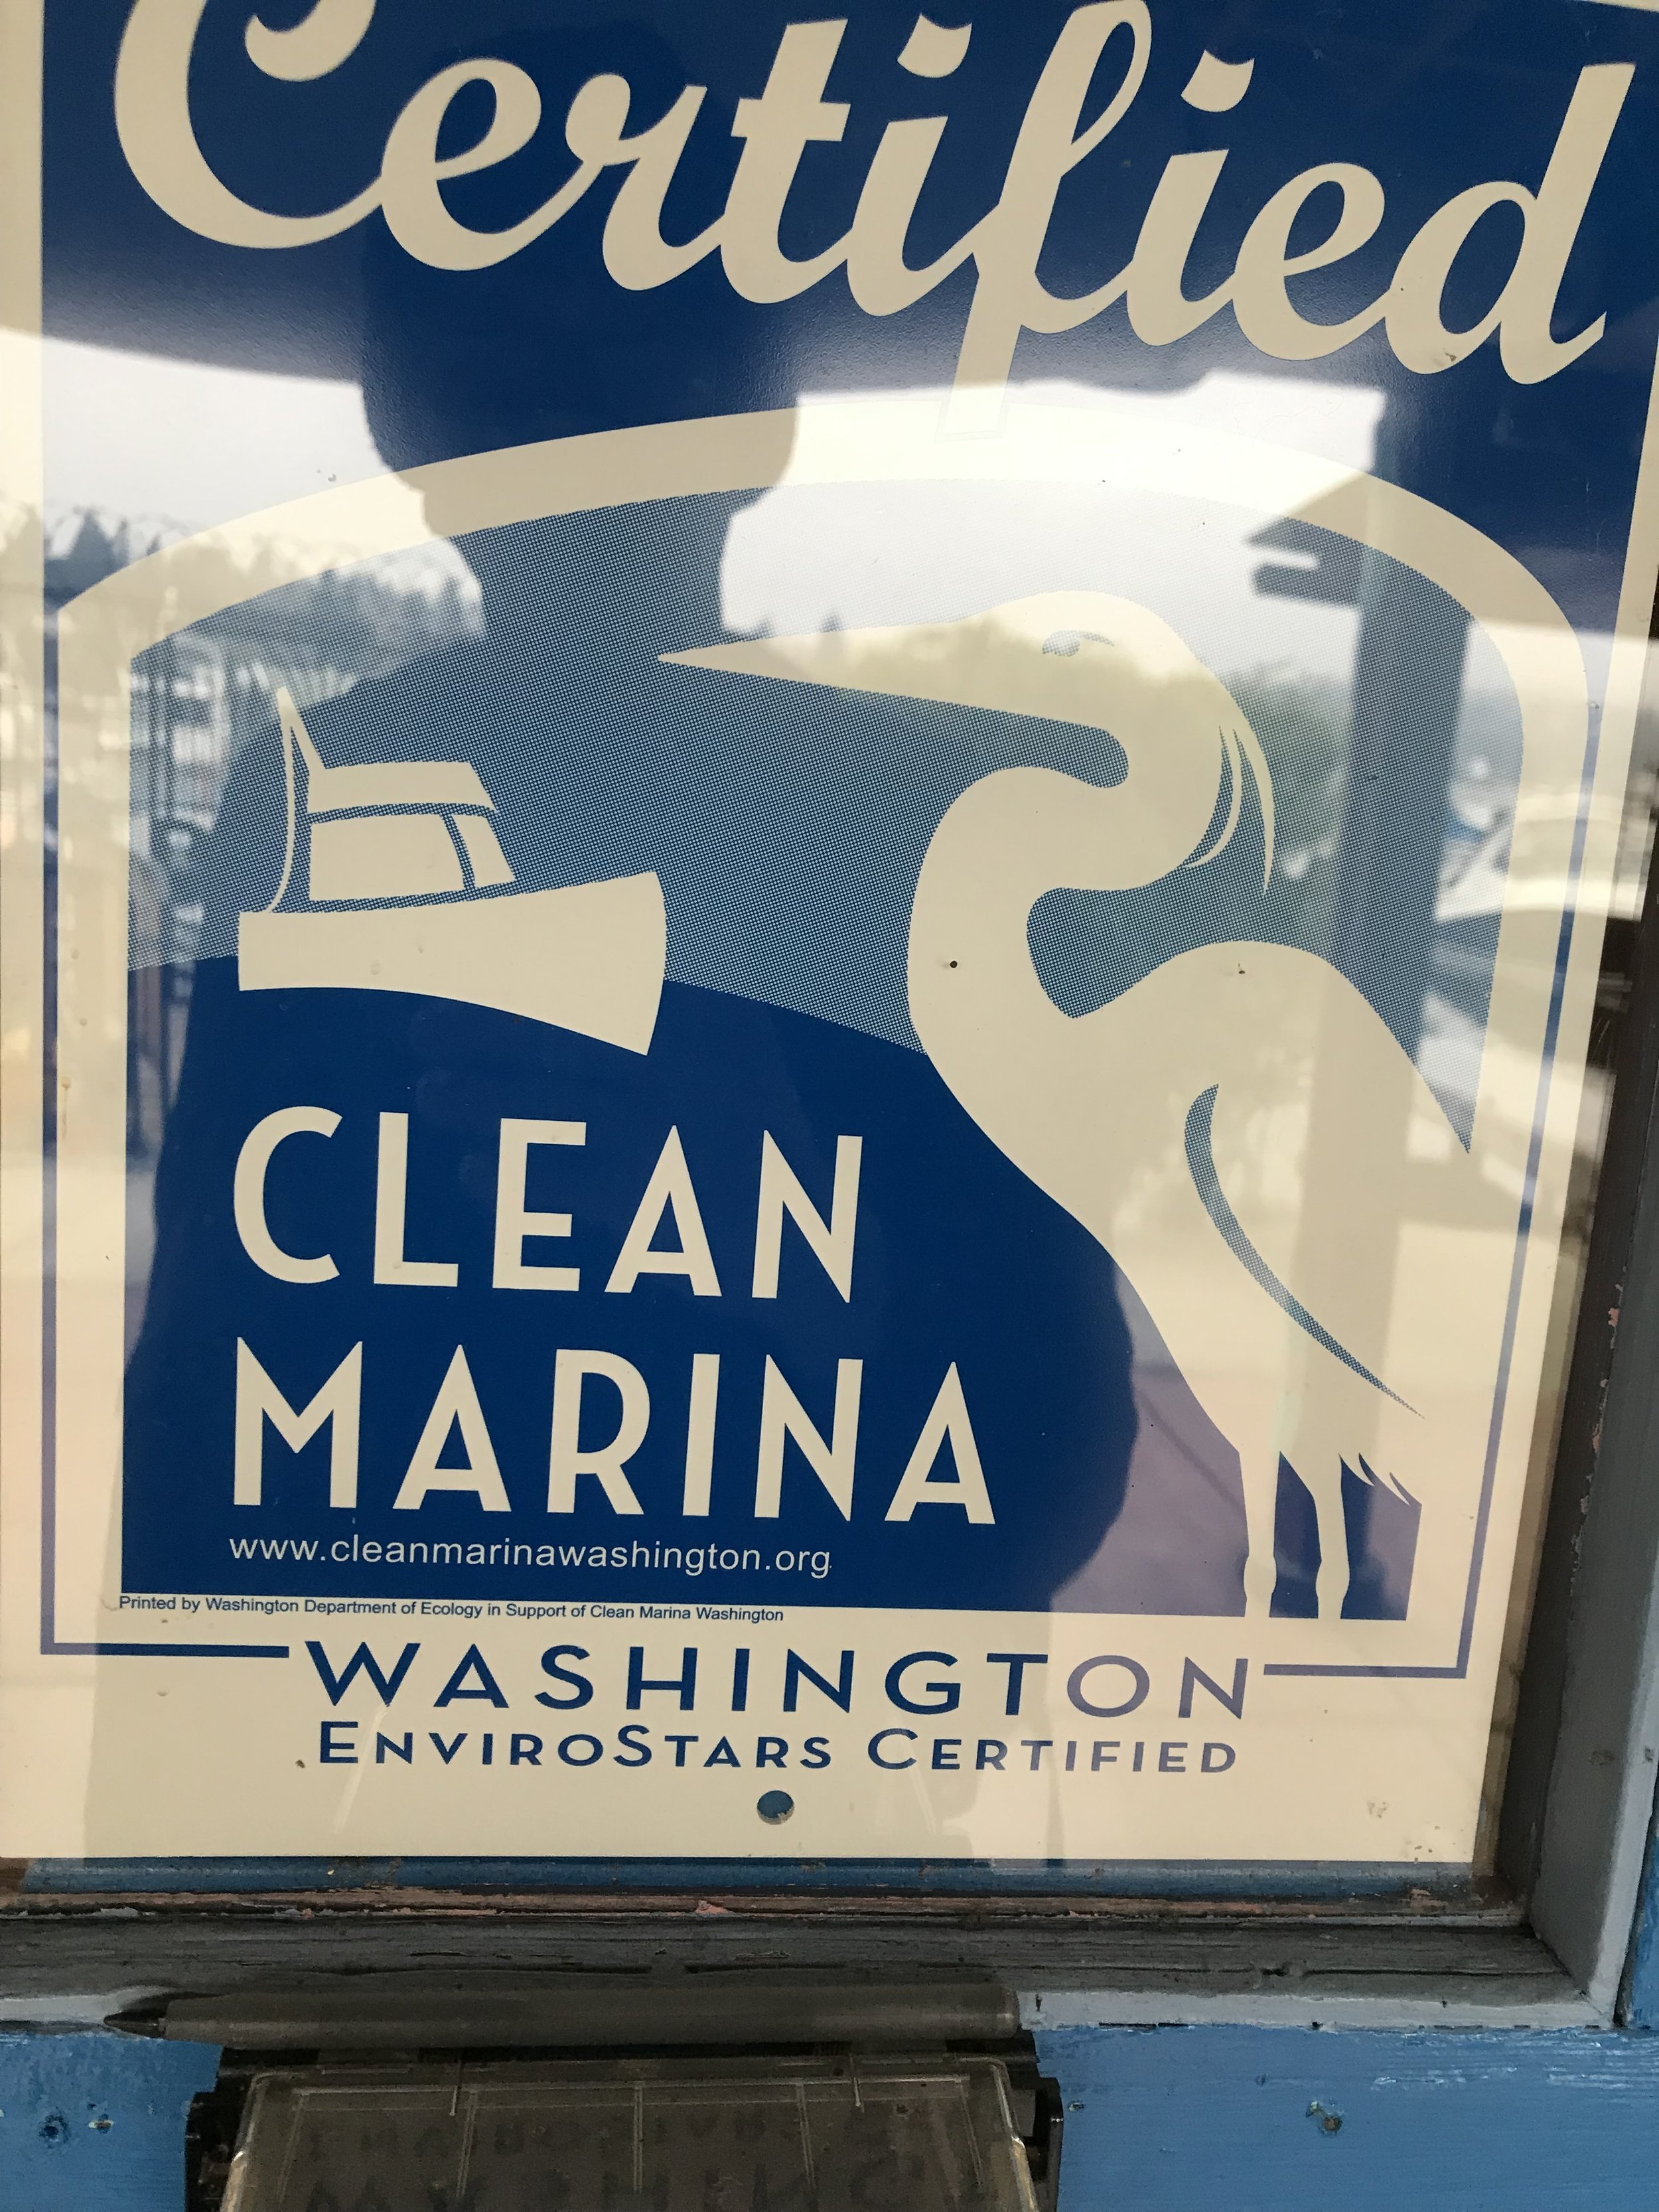 Certified
CLEAN
MARINA
www.cleanmarinawashington.org
Printed by Washington Department of Ecology in Support of Clean Marina Washington
WASHINGTON
ENVIROSTARS CERTIFIED